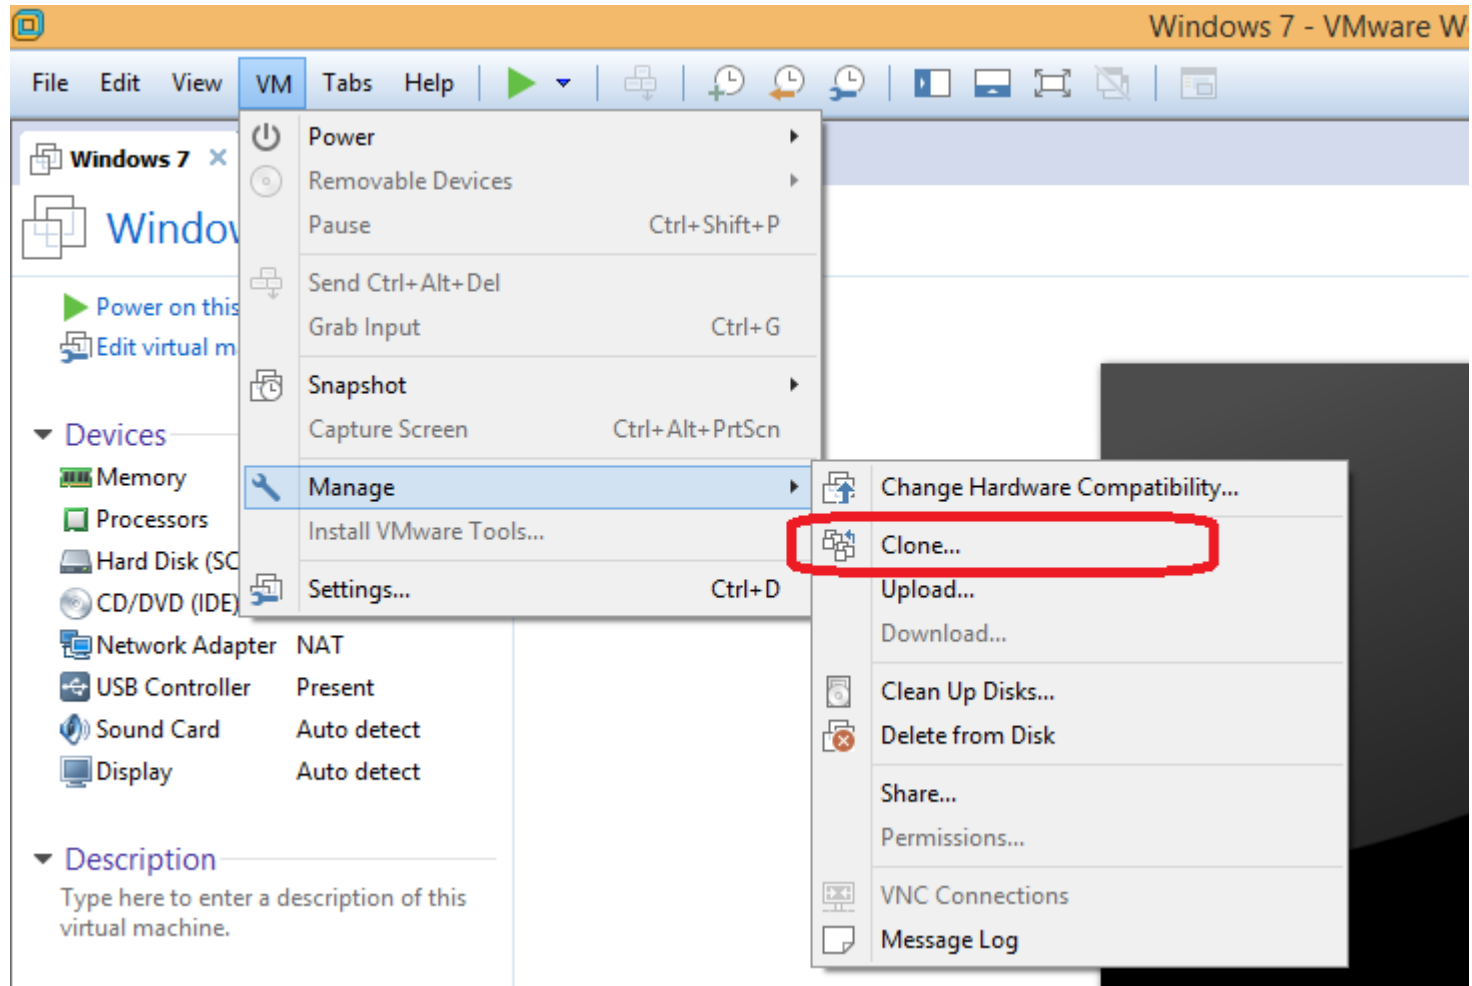 Windows 7 - VMware W
File Edit View VM Tabs Help
Windows 7
Window
Power on this
Edit virtual m
Devices
Memory
Processors
Hard Disk (SC
CD/DVD (IDE)
Network Adapter NAT
USB Controller Present
Sound Card Auto detect
Display Auto detect
Description
Type here to enter a description of this
virtual machine.
Power
Removable Devices
Pause Ctrl+Shift+P
Send Ctrl+Alt+Del
Grab Input Ctrl+G
Snapshot
Capture Screen Ctrl+Alt+PrtScn
Manage
Install VMware Tools...
Settings... Ctrl+D
Change Hardware Compatibility...
Clone...
Upload...
Download...
Clean Up Disks...
Delete from Disk
Share...
Permissions...
VNC Connections
Message Log